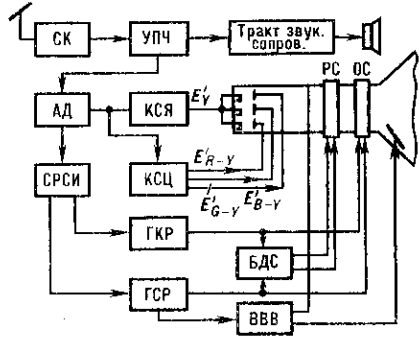 СК
УПЧ
Тракт звук.
сопров.
РС
ОС
АД
КСЯ
E'Y
КСЦ
E'R-Y
E'G-Y
E'B-Y
СРСИ
ГКР
БДС
ГСР
ВВВ